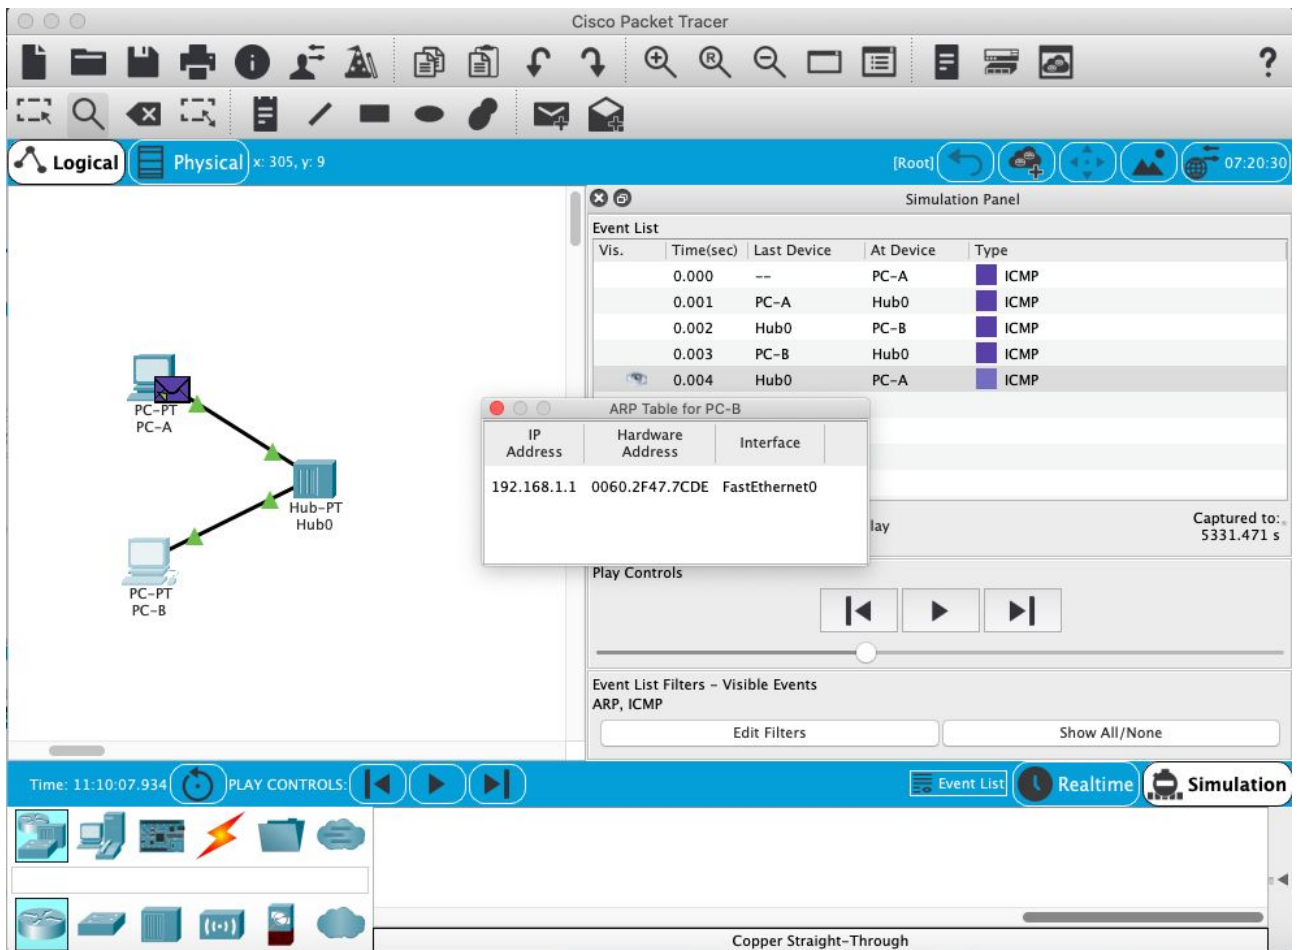 Cisco Packet Tracer
Logical
Physical
x: 305, y: 9
[Root]
07:20:30
Simulation Panel
Event List
Vis. Time(sec) Last Device At Device Type
0.000 -- PC-A ICMP
0.001 PC-A Hub0 ICMP
0.002 Hub0 PC-B ICMP
0.003 PC-B Hub0 ICMP
0.004 Hub0 PC-A ICMP
PC-PT
PC-A
Hub-PT
Hub0
PC-PT
PC-B
ARP Table for PC-B
IP Address Hardware Address Interface
192.168.1.1 0060.2F47.7CDE FastEthernet0
lay
Captured to:
5331.471 s
Play Controls
Event List Filters – Visible Events
ARP, ICMP
Edit Filters
Show All/None
Time: 11:10:07.934
PLAY CONTROLS:
Event List
Realtime
Simulation
Copper Straight-Through